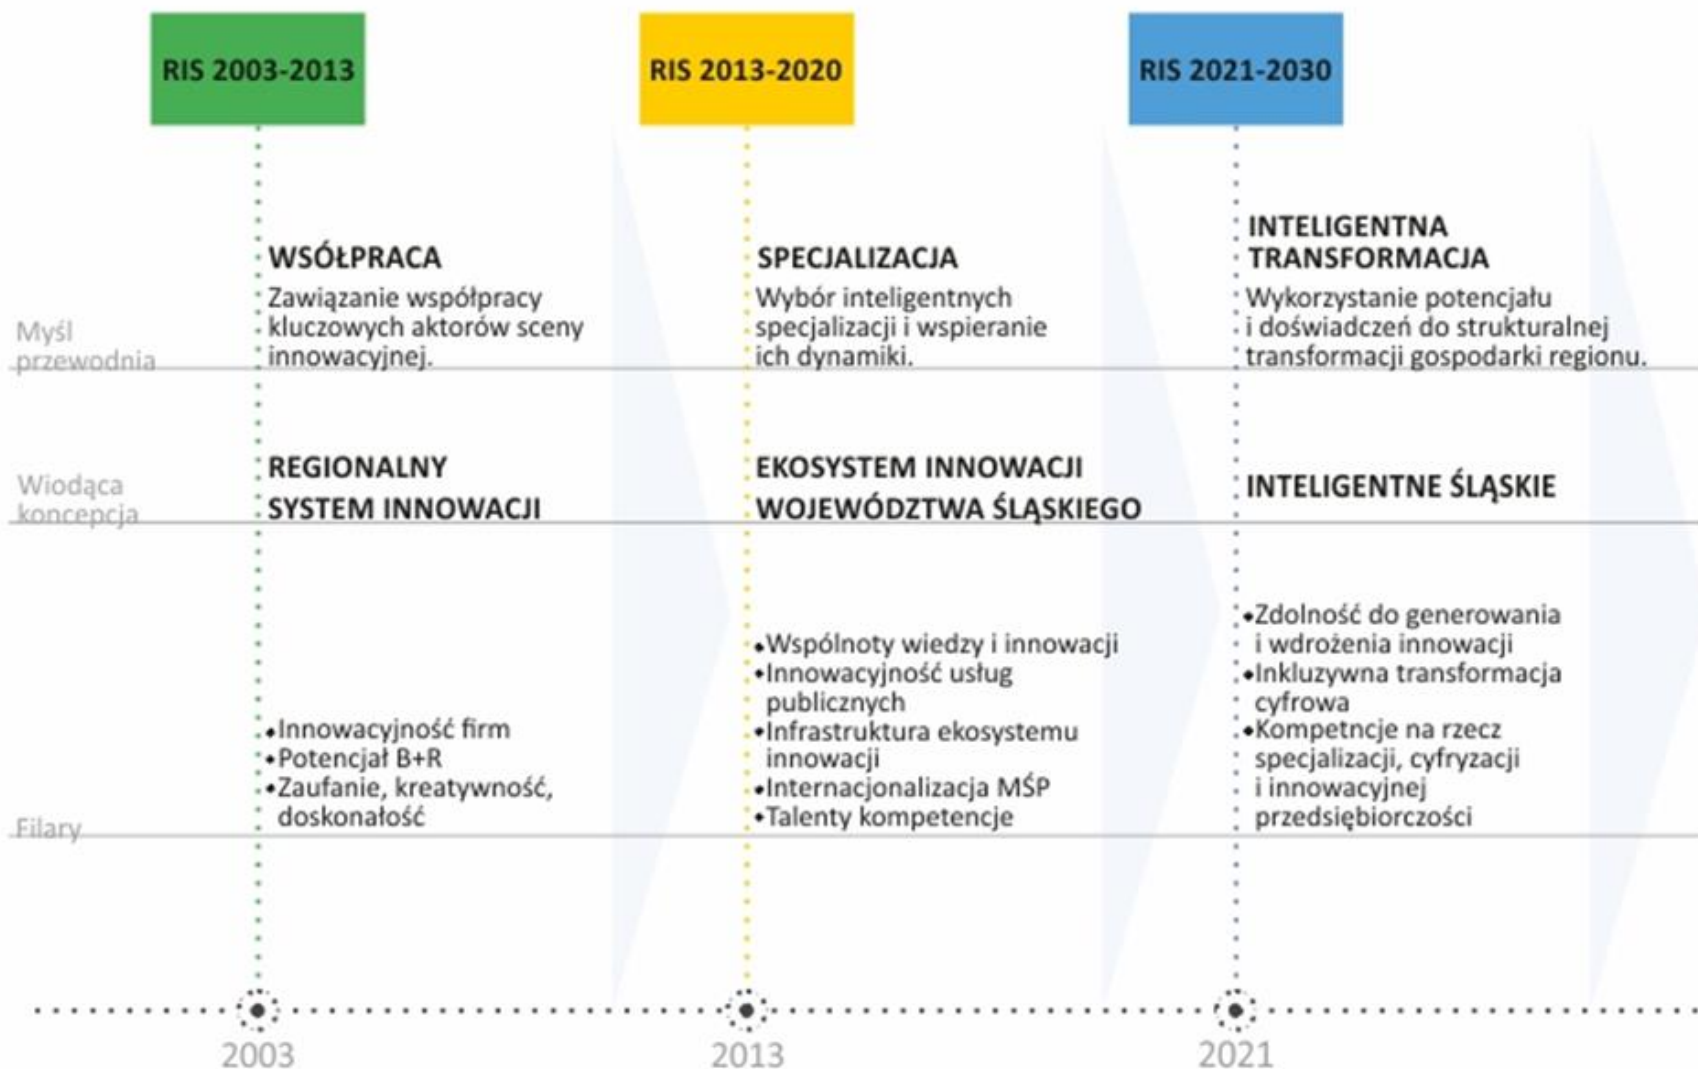 RIS 2003-2013
RIS 2013-2020
RIS 2021-2030
Myśl
przewodnia
WSÓŁPRACA
Zawiązanie współpracy
kluczowych aktorów sceny
innowacyjnej.
SPECJALIZACJA
Wybór inteligentnych
specjalizacji i wspieranie
ich dynamiki.
INTELIGENTNA
TRANSFORMACJA
Wykorzystanie potencjału
i doświadczeń do strukturalnej
transformacji gospodarki regionu.
Wiodąca
koncepcja
REGIONALNY
SYSTEM INNOWACJI
EKOSYSTEM INNOWACJI
WOJEWÓDZTWA ŚLĄSKIEGO
INTELIGENTNE ŚLĄSKIE
Filary
•Innowacyjność firm
•Potencjał B+R
•Zaufanie, kreatywność,
doskonałość
•Wspólnoty wiedzy i innowacji
•Innowacyjność usług
publicznych
•Infrastruktura ekosystemu
innowacji
•Internacjonalizacja MŚP
•Talenty kompetencje
•Zdolność do generowania
i wdrożenia innowacji
•Inkluzywna transformacja
cyfrowa
•Kompetncje na rzecz
specjalizacji, cyfryzacji
i innowacyjnej
przedsiębiorczości
2003
2013
2021